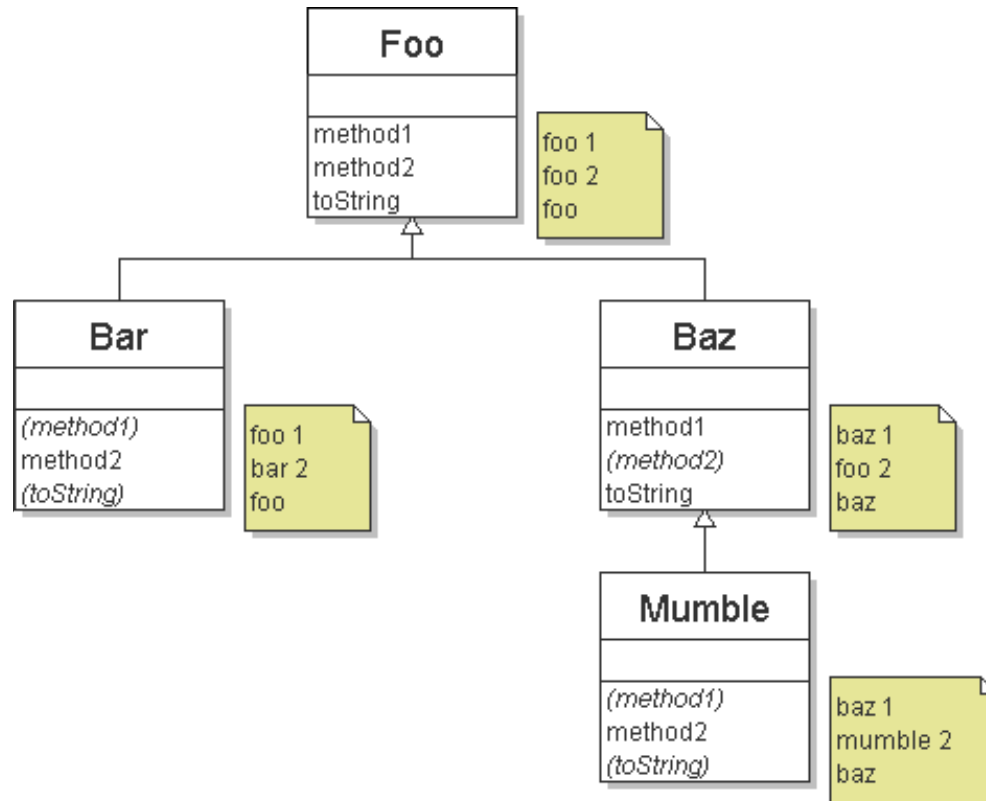 Foo
method1
method2
toString
foo 1
foo 2
foo
Bar
(method1)
method2
(toString)
foo 1
bar 2
foo
Baz
method1
(method2)
toString
baz 1
foo 2
baz
Mumble
(method1)
method2
(toString)
baz 1
mumble 2
baz